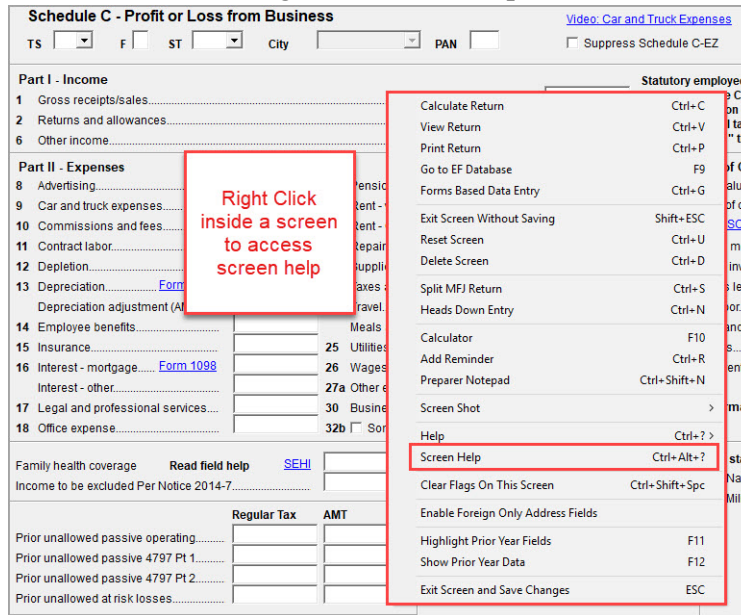 Schedule C - Profit or Loss from Business
Video: Car and Truck Expenses
TS F ST City PAN Suppress Schedule C-EZ
Part I - Income
Statutory
1 Gross receipts/sales
2 Returns and allowances
6 Other income
Part II - Expenses
8 Advertising
9 Car and truck expenses
10 Commissions and fees
11 Contract labor
12 Depletion
13 Depreciation
Depreciation adjustment
14 Employee benefits
15 Insurance
16 Interest - mortgage Form 1098
Interest - other
17 Legal and professional services
18 Office expense
Travel
Meals
25 Utilities
26 Wages
27a Other
30
32b
Right Click
inside a screen
to access
screen help
Calculate Return Ctrl+C
View Return Ctrl+V
Print Return Ctrl+P
Go to EF Database F9
Forms Based Data Entry Ctrl+G
Exit Screen Without Saving Shift+ESC
Reset Screen Ctrl+U
Delete Screen Ctrl+D
Split MFJ Return Ctrl+S
Heads Down Entry Ctrl+N
Calculator F10
Add Reminder Ctrl+R
Preparer Notepad Ctrl+Shift+N
Screen Shot >
Help Ctrl+? >
Screen Help Ctrl+Alt+?
Clear Flags On This Screen Ctrl+Shift+Spc
Enable Foreign Only Address Fields
Highlight Prior Year Fields F11
Show Prior Year Data F12
Exit Screen and Save Changes ESC
Family health coverage Read field help SEHI
Income to be excluded Per Notice 2014-7
Regular Tax AMT
Prior unallowed passive operating
Prior unallowed passive 4797 Pt 1
Prior unallowed passive 4797 Pt 2
Prior unallowed at risk losses